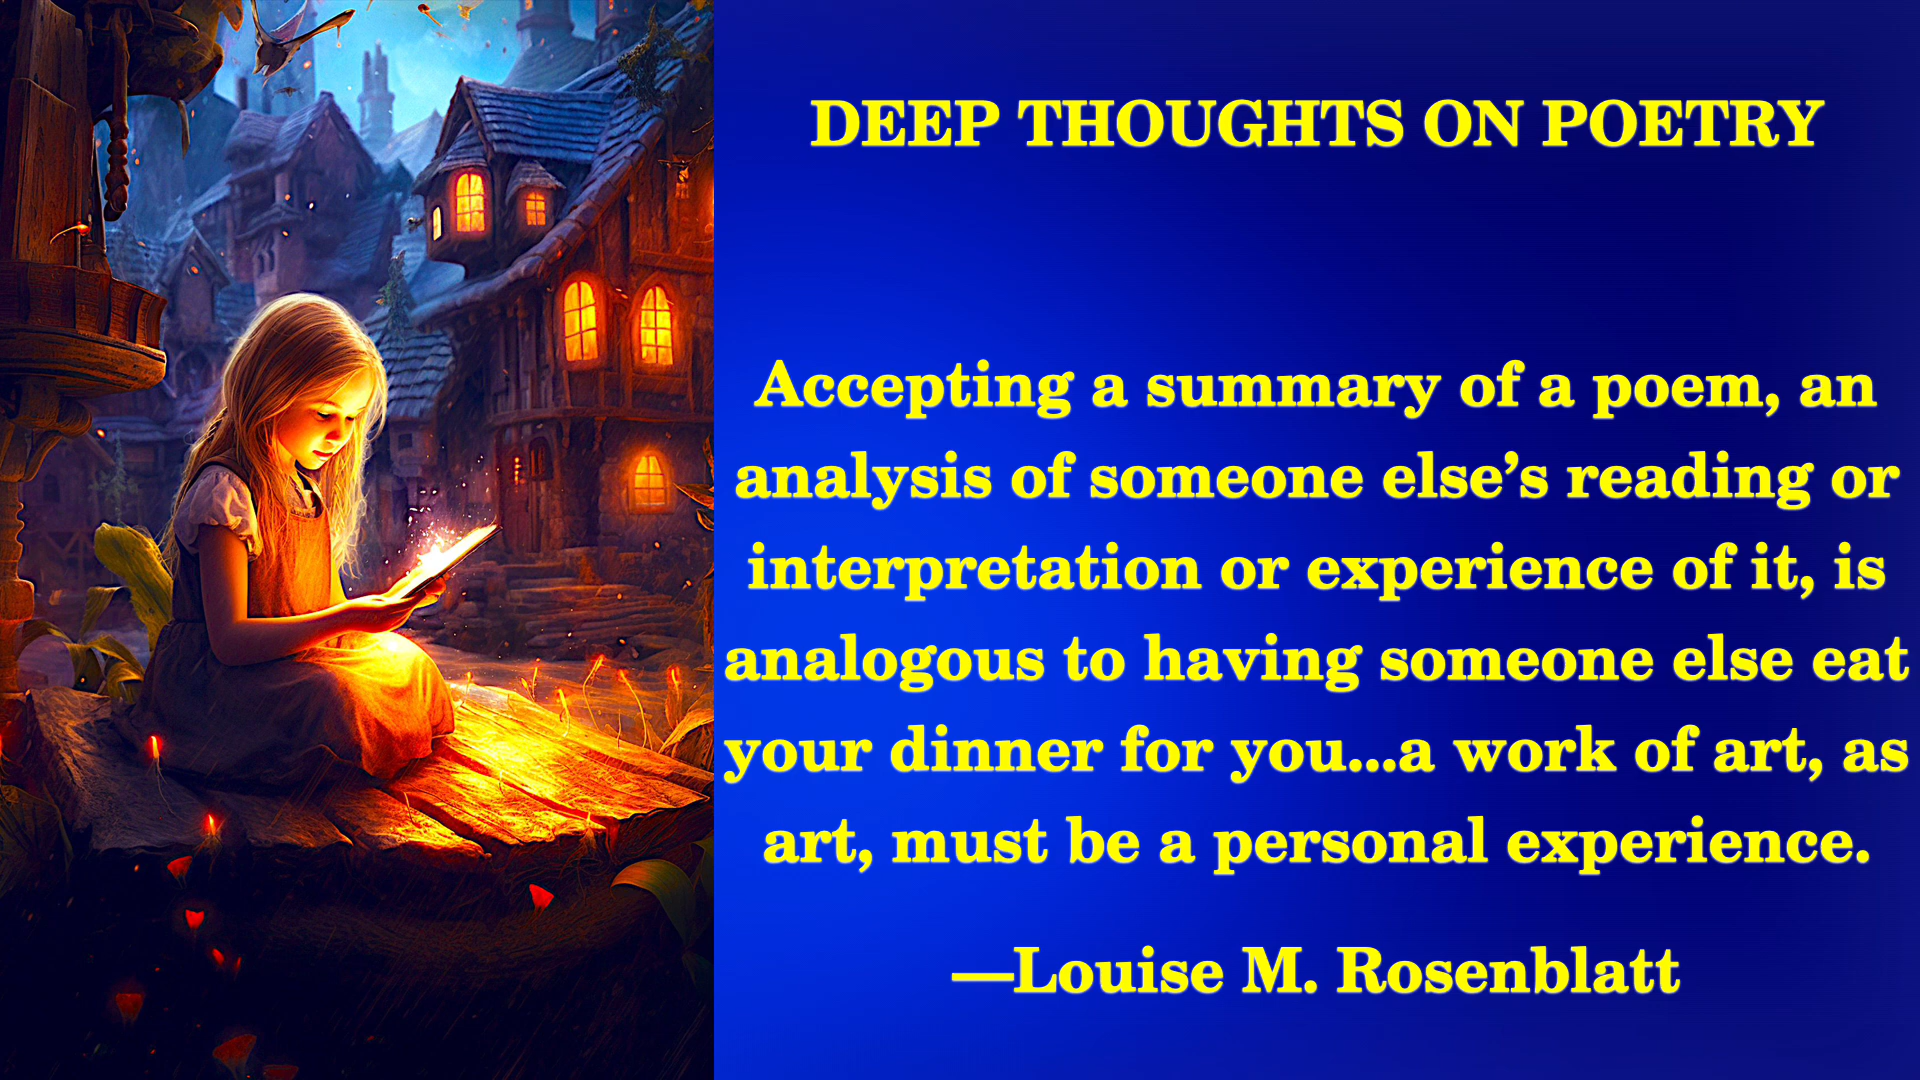 DEEP THOUGHTS ON POETRY
Accepting a summary of a poem, an
analysis of someone else’s reading or
interpretation or experience of it, is
analogous to having someone else eat
your dinner for you...a work of art, as
art, must be a personal experience.
—Louise M. Rosenblatt